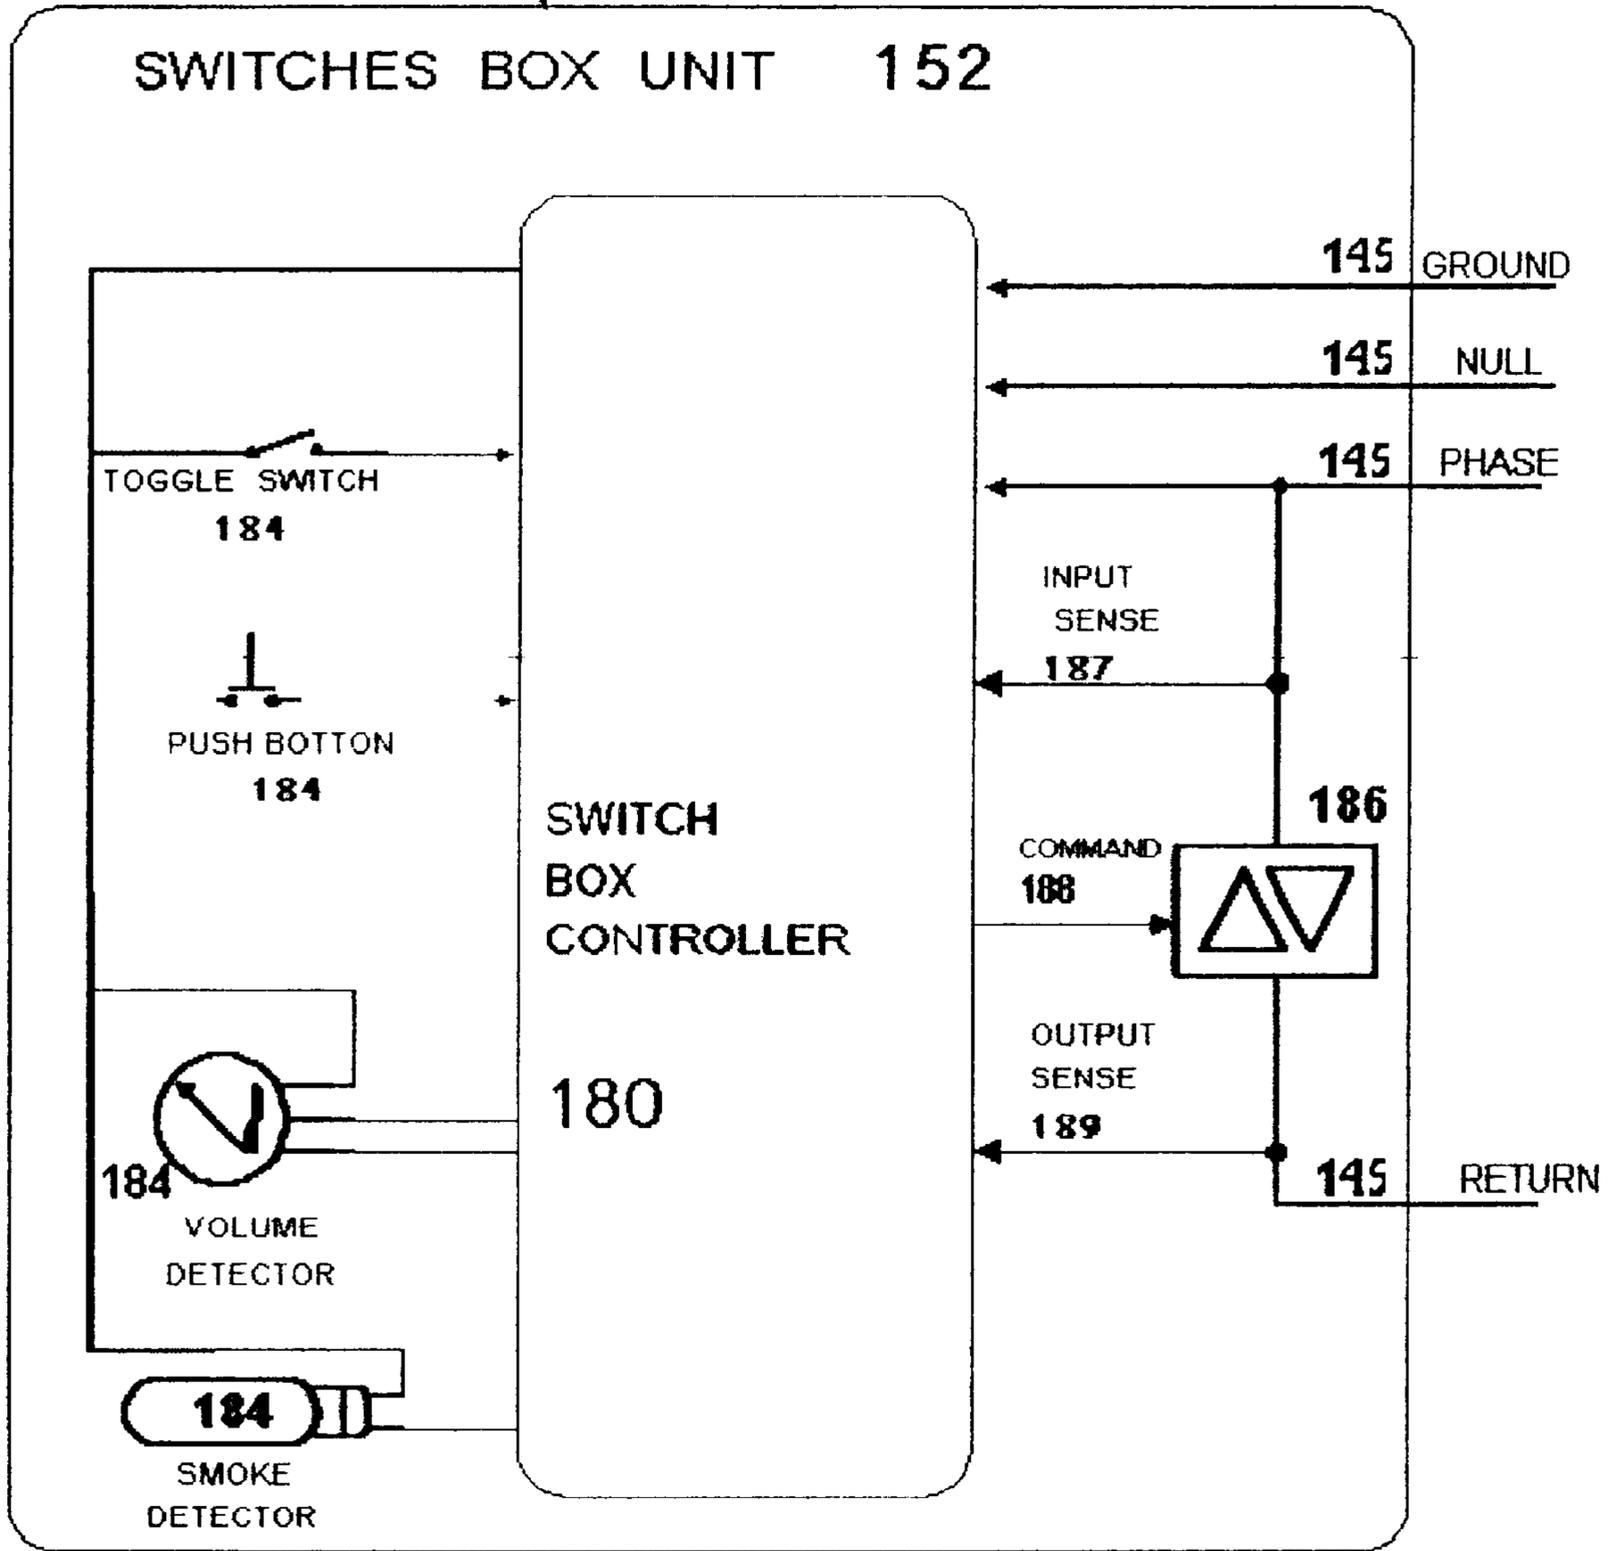 SWITCHES BOX UNIT 152
145 GROUND
145 NULL
145 PHASE
TOGGLE SWITCH
184
INPUT
SENSE
187
PUSH BOTTON
184
SWITCH
BOX
CONTROLLER
180
186
COMMAND
188
OUTPUT
SENSE
189
145 RETURN
184
VOLUME
DETECTOR
184
SMOKE
DETECTOR